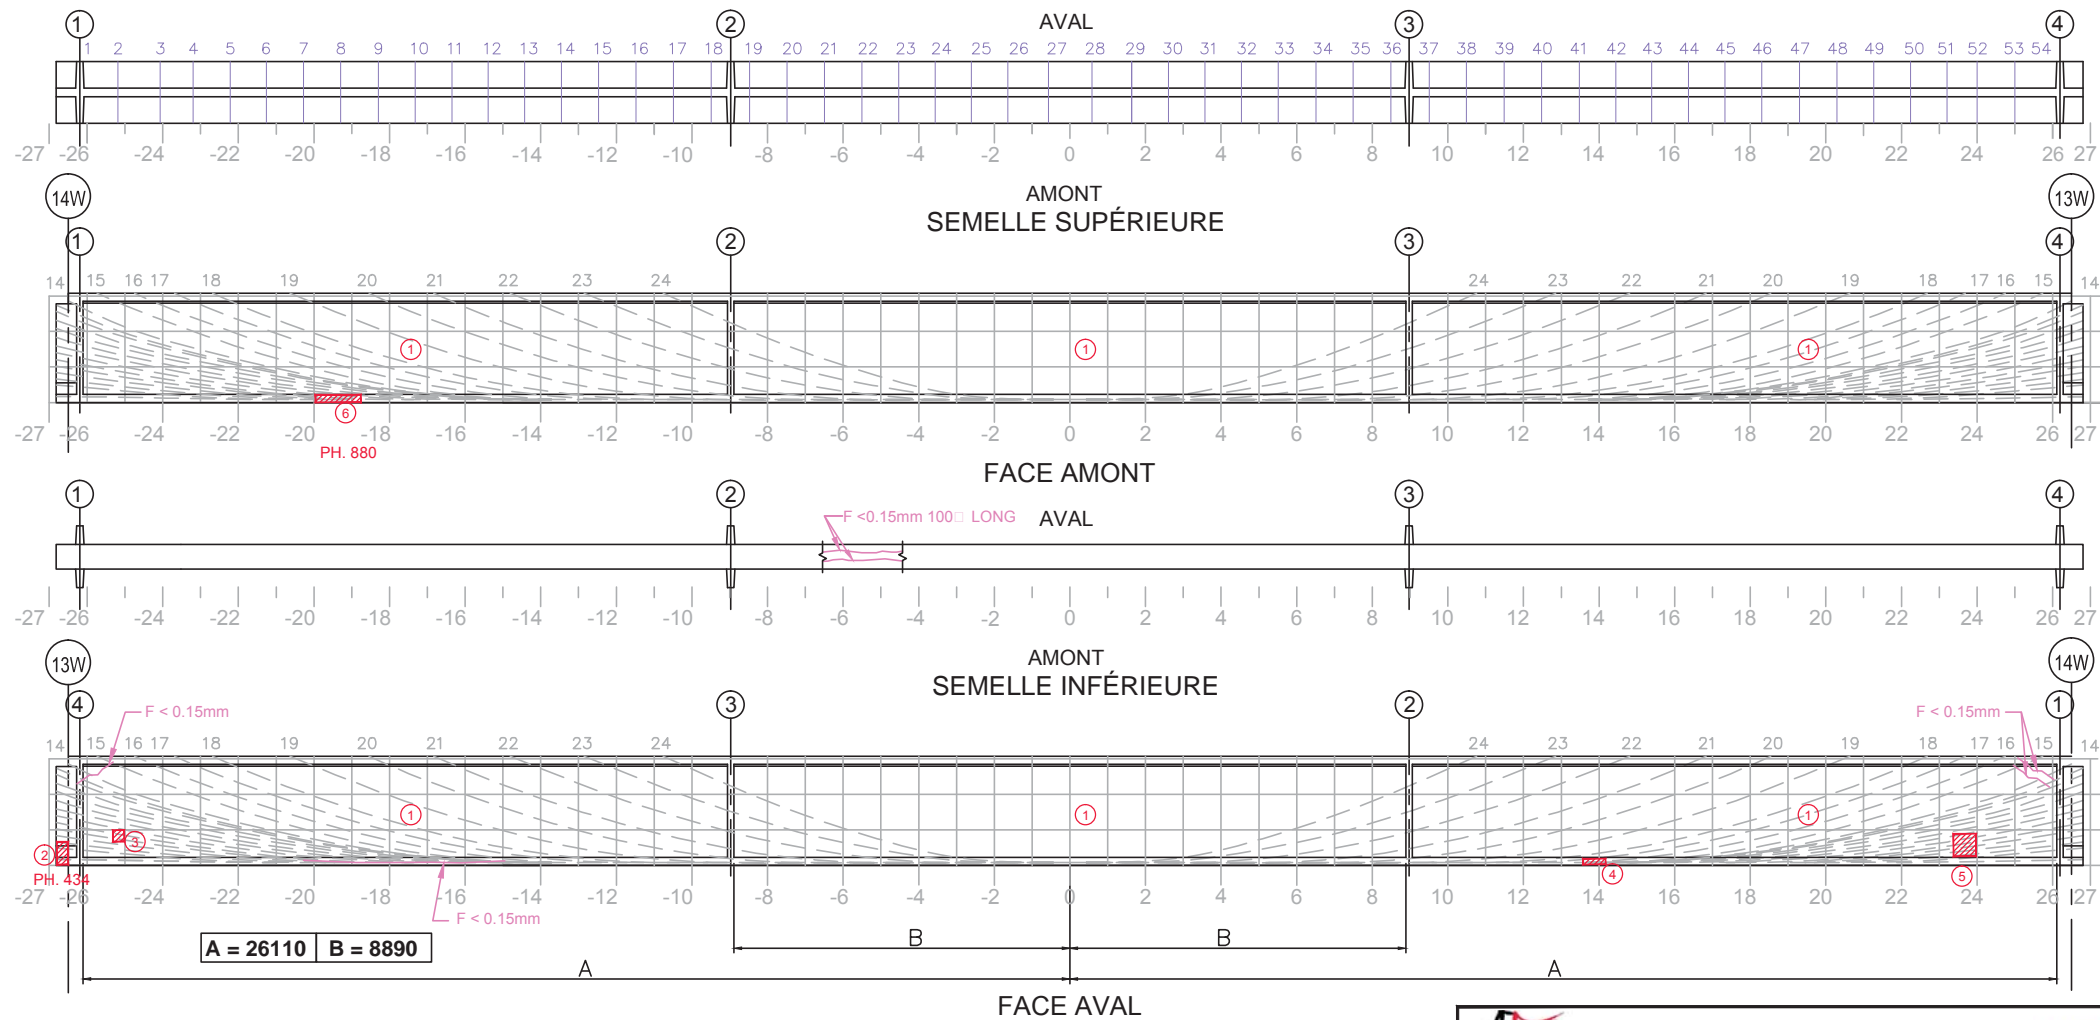 1 2 AVAL 3 4
1 2 3 4 5 6 7 8 9 10 11 12 13 14 15 16 17 18 19 20 21 22 23 24 25 26 27 28 29 30 31 32 33 34 35 36 37 38 39 40 41 42 43 44 45 46 47 48 49 50 51 52 53 54
-27 -26 -24 -22 -20 -18 -16 -14 -12 -10 -8 -6 -4 -2 0 2 4 6 8 10 12 14 16 18 20 22 24 26 27
14W AMONT 13W
SEMELLE SUPÉRIEURE
1 2 3 4
14 15 16 17 18 19 20 21 22 23 24 24 23 22 21 20 19 18 17 16 15 14
1 1 1
6
-27 -26 -24 -22 -20 -18 -16 -14 -12 -10 -8 -6 -4 -2 0 2 4 6 8 10 12 14 16 18 20 22 24 26 27
PH. 880
FACE AMONT
1 2 3 4
F <0.15mm 100□ LONG AVAL
-27 -26 -24 -22 -20 -18 -16 -14 -12 -10 -8 -6 -4 -2 0 2 4 6 8 10 12 14 16 18 20 22 24 26 27
13W AMONT 14W
SEMELLE INFÉRIEURE
4 3 2 1
F < 0.15mm F < 0.15mm
14 15 16 17 18 19 20 21 22 23 24 24 23 22 21 20 19 18 17 16 15 14
1 1 1
3
2
PH. 434
4 5
-27 -26 -24 -22 -20 -18 -16 -14 -12 -10 -8 -6 -4 -2 0 2 4 6 8 10 12 14 16 18 20 22 24 26 27
F < 0.15mm
A = 26110 B = 8890
B B
A A
FACE AVAL